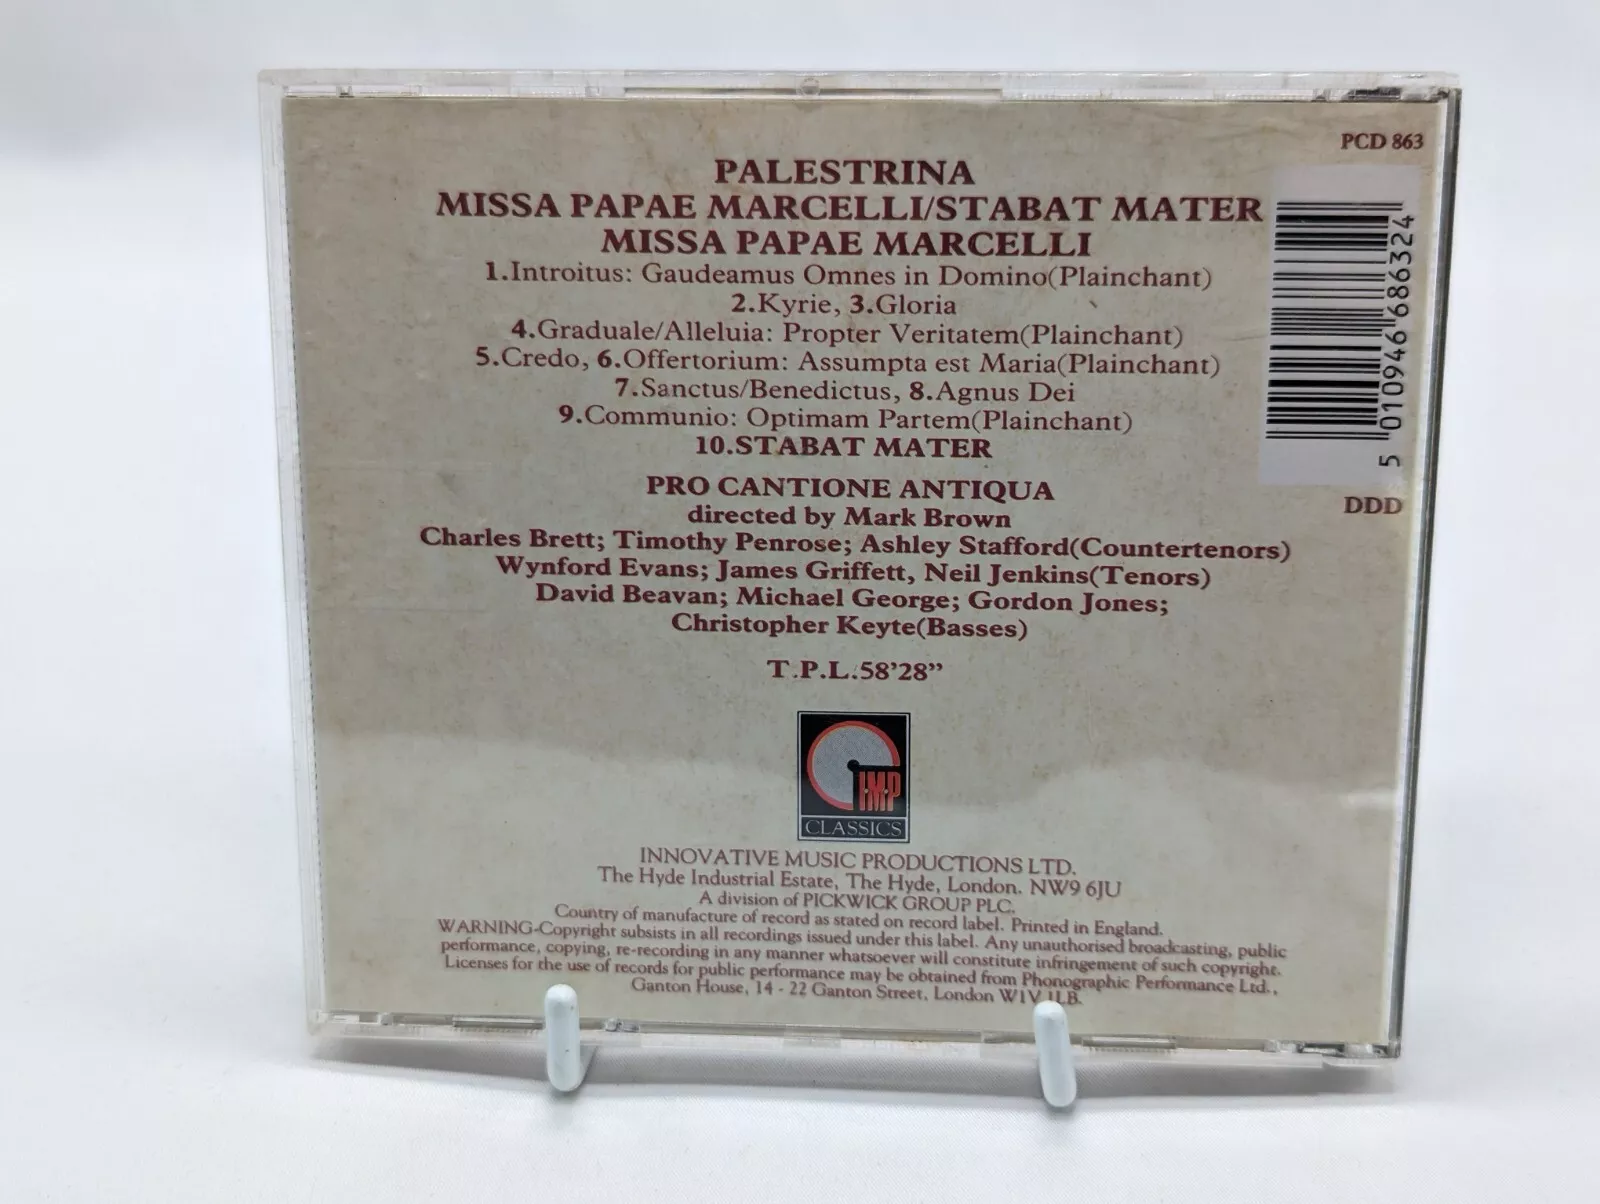 PCD 863
PALESTRINA
MISSA PAPAE MARCELLI/STABAT MATER
MISSA PAPAE MARCELLI
1.Introitus: Gaudeamus Omnes in Domino(Plainchant)
2.Kyrie, 3.Gloria
4.Graduale/Alleluia: Propter Veritatem(Plainchant)
5.Credo, 6.Offertorium: Assumpta est Maria(Plainchant)
7.Sanctus/Benedictus, 8.Agnus Dei
9.Communio: Optimam Partem(Plainchant)
10.STABAT MATER
5 010946 686324
DDD
PRO CANTIONE ANTIQUA
directed by Mark Brown
Charles Brett; Timothy Penrose; Ashley Stafford(Countertenors)
Wynford Evans; James Griffett, Neil Jenkins(Tenors)
David Beavan; Michael George; Gordon Jones;
Christopher Keyte(Basses)
T.P.L.58’28”
I·M·P
CLASSICS
INNOVATIVE MUSIC PRODUCTIONS LTD.
The Hyde Industrial Estate, The Hyde, London. NW9 6JU
A division of PICKWICK GROUP PLC.
Country of manufacture of record as stated on record label. Printed in England.
WARNING-Copyright subsists in all recordings issued under this label. Any unauthorised broadcasting, public
performance, copying, re-recording in any manner whatsoever will constitute infringement of such copyright.
Licenses for the use of records for public performance may be obtained from Phonographic Performance Ltd.,
Ganton House, 14 - 22 Ganton Street, London W1V 1LB.